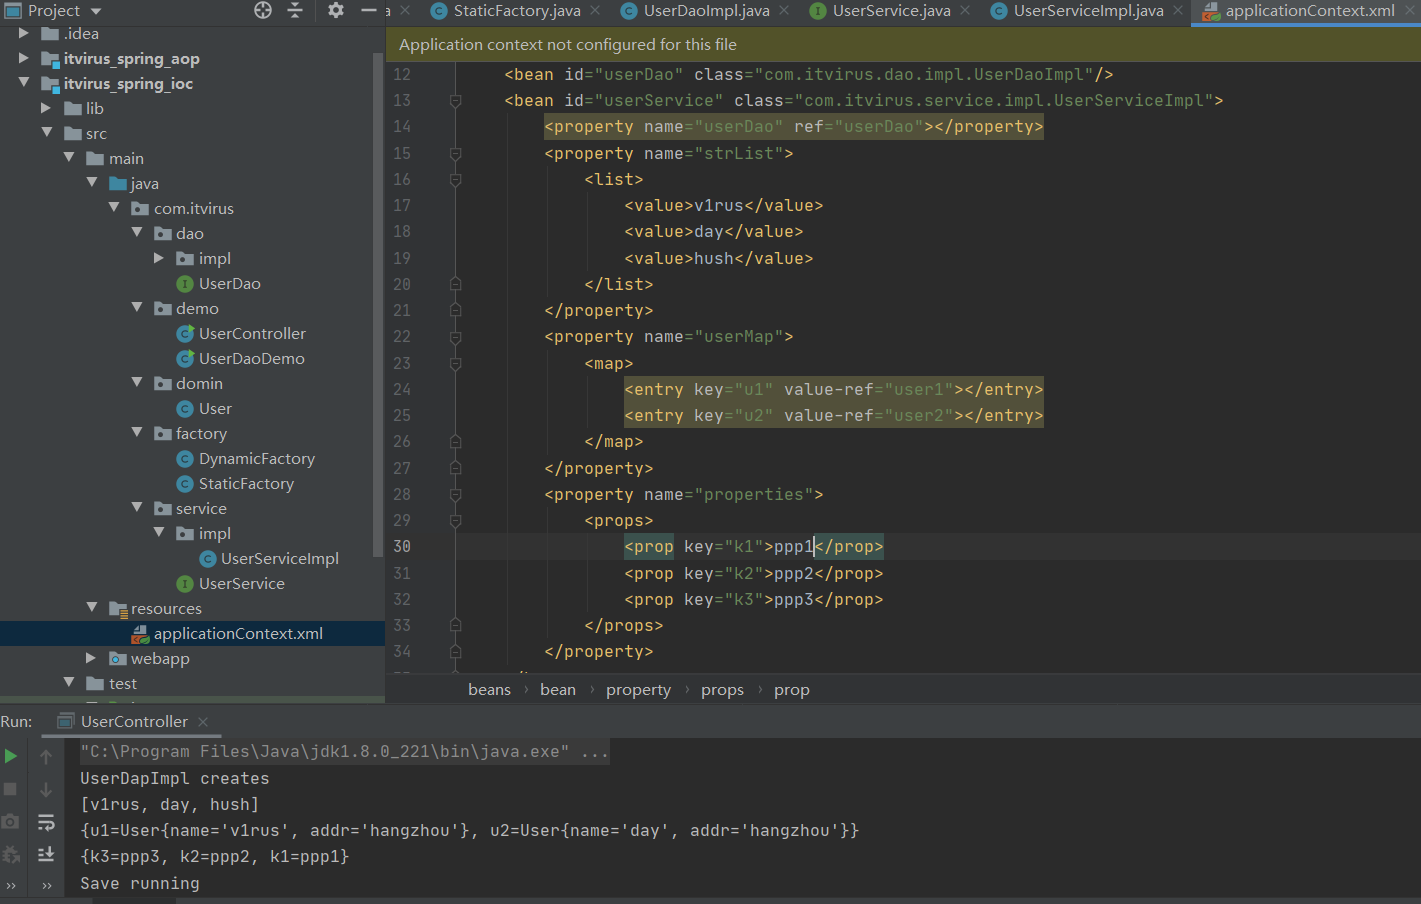 Project
a
StaticFactory.java
UserDaoImpl.java
UserService.java
UserServiceImpl.java
applicationContext.xml
.idea
itvirus_spring_aop
itvirus_spring_ioc
lib
src
main
java
com.itvirus
dao
impl
UserDao
demo
UserController
UserDaoDemo
domin
User
factory
DynamicFactory
StaticFactory
service
impl
UserServiceImpl
UserService
resources
applicationContext.xml
webapp
test
Application context not configured for this file
12 <bean id="userDao" class="com.itvirus.dao.impl.UserDaoImpl"/>
13 <bean id="userService" class="com.itvirus.service.impl.UserServiceImpl">
14 <property name="userDao" ref="userDao"></property>
15 <property name="strList">
16 <list>
17 <value>v1rus</value>
18 <value>day</value>
19 <value>hush</value>
20 </list>
21 </property>
22 <property name="userMap">
23 <map>
24 <entry key="u1" value-ref="user1"></entry>
25 <entry key="u2" value-ref="user2"></entry>
26 </map>
27 </property>
28 <property name="properties">
29 <props>
30 <prop key="k1">ppp1</prop>
31 <prop key="k2">ppp2</prop>
32 <prop key="k3">ppp3</prop>
33 </props>
34 </property>
beans › bean › property › props › prop
Run: UserController
"C:\Program Files\Java\jdk1.8.0_221\bin\java.exe" ...
UserDapImpl creates
[v1rus, day, hush]
{u1=User{name='v1rus', addr='hangzhou'}, u2=User{name='day', addr='hangzhou'}}
{k3=ppp3, k2=ppp2, k1=ppp1}
Save running